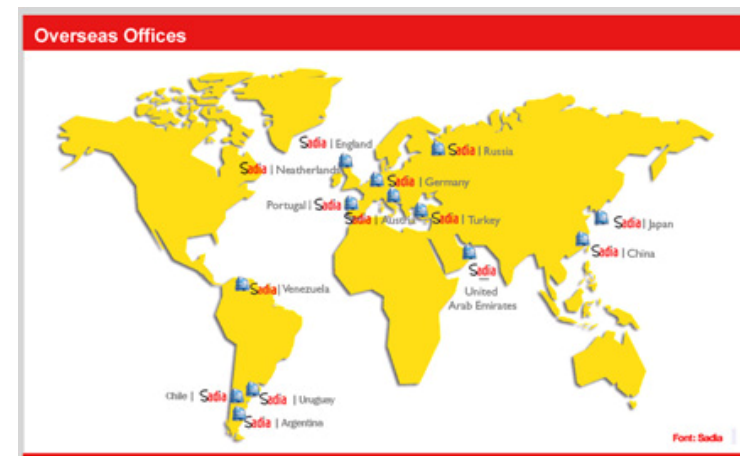 Overseas Offices
Sadia | England
Sadia | Russia
Sadia | Neatherlands
Sadia | Germany
Portugal | Sadia
Sadia | Austria
Sadia | Turkey
Sadia | Japan
Sadia | China
Sadia
United
Arab Emirates
Sadia | Venezuela
Chile | Sadia
Sadia | Uruguey
Sadia | Argentina
Font: Sadia